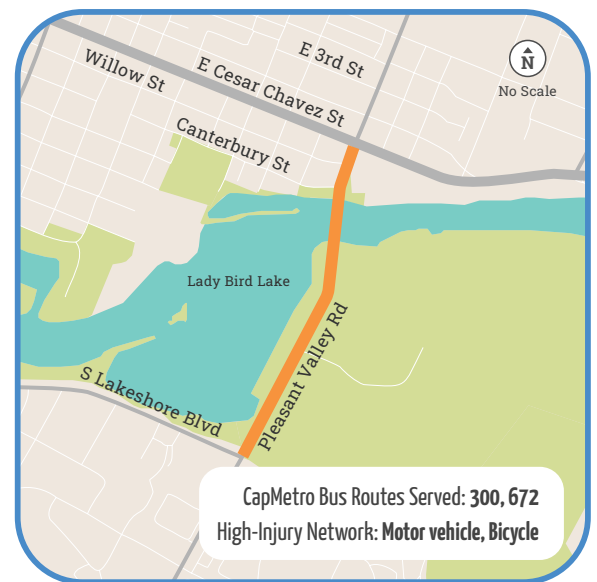 E 3rd St
N
No Scale
Willow St
E Cesar Chavez St
Canterbury St
Lady Bird Lake
Pleasant Valley Rd
S Lakeshore Blvd
CapMetro Bus Routes Served: 300, 672
High-Injury Network: Motor vehicle, Bicycle